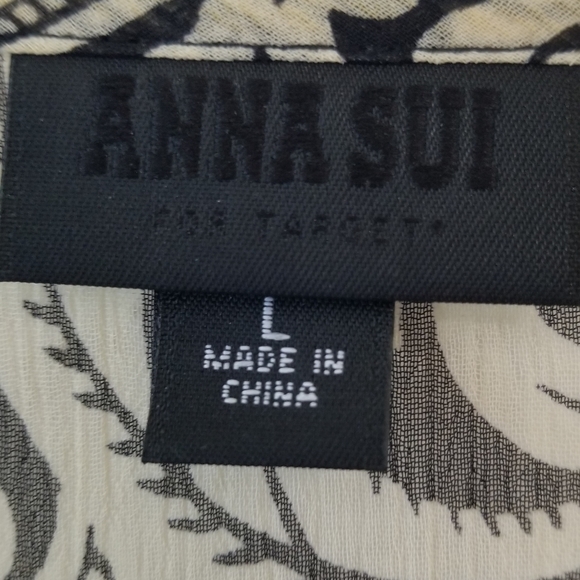 ANNA SUI
FOR TARGET*
L
MADE IN
CHINA